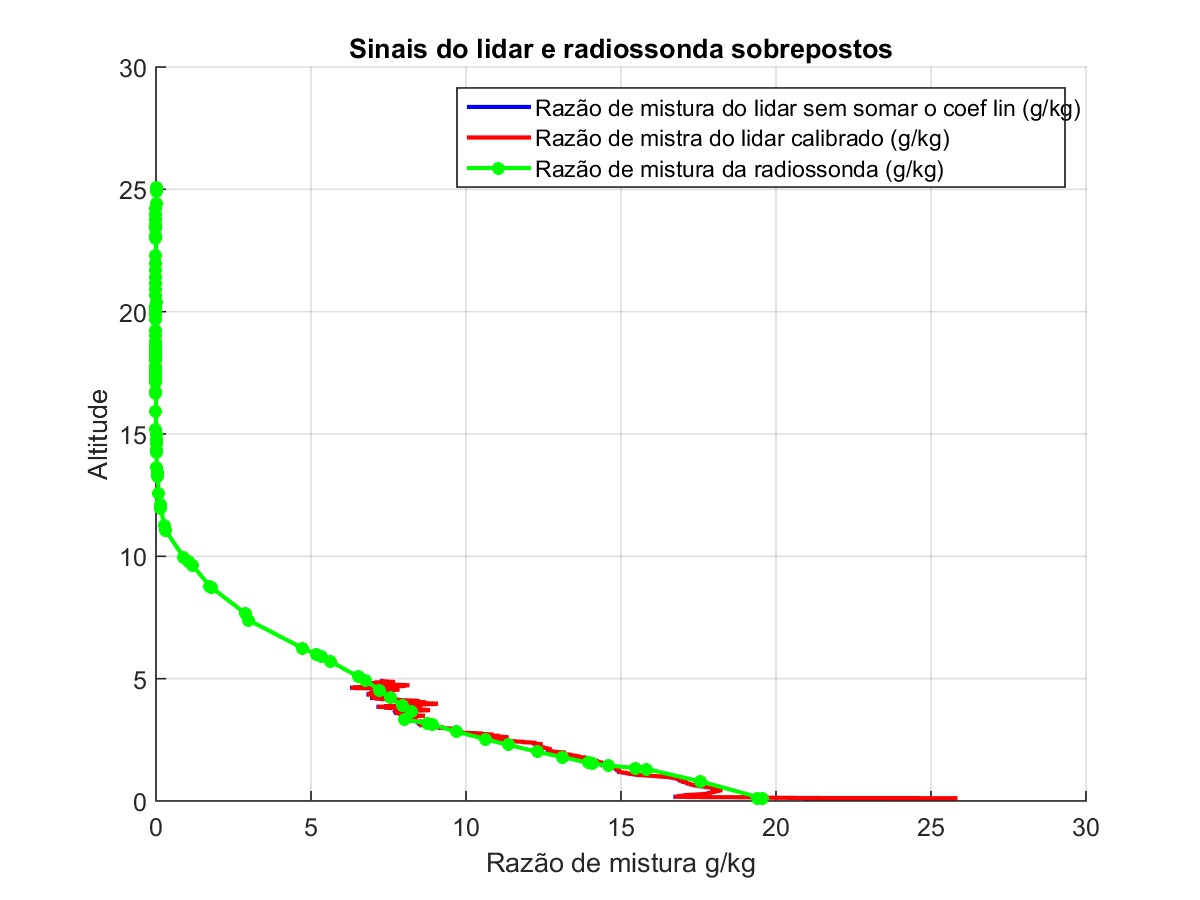 Sinais do lidar e radiossonda sobrepostos
30
Razão de mistura do lidar sem somar o coef lin (g/kg)
Razão de mistra do lidar calibrado (g/kg)
Razão de mistura da radiossonda (g/kg)
25
20
15
10
5
0
Altitude
0 5 10 15 20 25 30
Razão de mistura g/kg